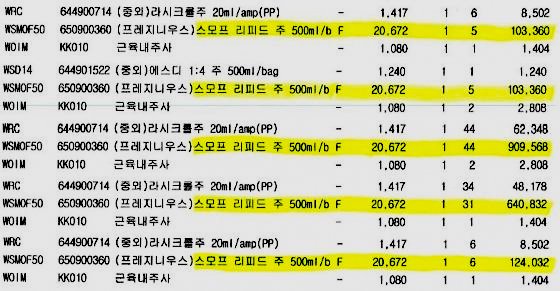 WRC 644900714 (중외)라시크롤주 20ml/amp(PP) - 1,417 1 6 8,502
WSMOF50 650900360 (프레지니우스)스모프 리피드 주 500ml/b F 20,672 1 5 103,360
WOIM KK010 근육내주사 - 1,080 1 1 1,404
WSD14 644901522 (중외)에스디 1:4 주 500ml/bag - 1,240 1 1 1,240
WSMOF50 650900360 (프레지니우스)스모프 리피드 주 500ml/b F 20,672 1 5 103,360
WOIM KK010 근육내주사 - 1,080 1 2 2,808
WRC 644900714 (중외)라시크롤주 20ml/amp(PP) - 1,417 1 44 62,348
WSMOF50 650900360 (프레지니우스)스모프 리피드 주 500ml/b F 20,672 1 44 909,568
WOIM KK010 근육내주사 - 1,080 1 2 2,808
WRC 644900714 (중외)라시크롤주 20ml/amp(PP) - 1,417 1 34 48,178
WSMOF50 650900360 (프레지니우스)스모프 리피드 주 500ml/b F 20,672 1 31 640,832
WOIM KK010 근육내주사 - 1,080 1 1 1,404
WRC 644900714 (중외)라시크롤주 20ml/amp(PP) - 1,417 1 6 8,502
WSMOF50 650900360 (프레지니우스)스모프 리피드 주 500ml/b F 20,672 1 6 124,032
WOIM KK010 근육내주사 - 1,080 1 1 1,404